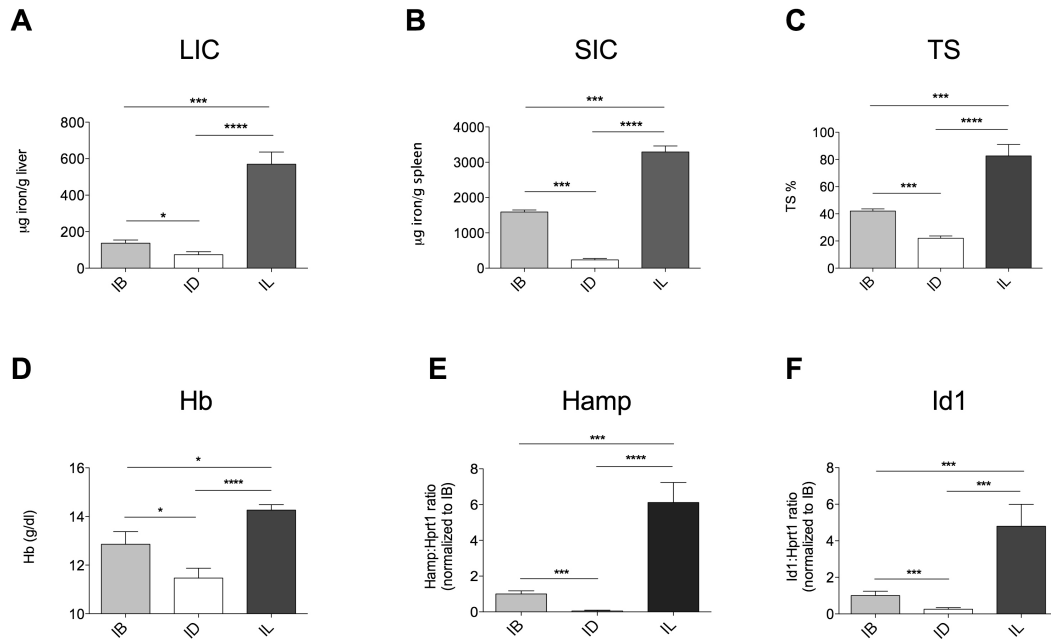 A
LIC
***
****
*
µg iron/g liver
800
600
400
200
0
IB
ID
IL
B
SIC
***
****
***
µg iron/g spleen
4000
3000
2000
1000
0
IB
ID
IL
C
TS
***
****
***
TS %
100
80
60
40
20
0
IB
ID
IL
D
Hb
*
****
*
Hb (g/dl)
16
14
12
10
IB
ID
IL
E
Hamp
***
****
***
Hamp:Hprt1 ratio
(normalized to IB)
8
6
4
2
0
IB
ID
IL
F
Id1
***
***
***
Id1:Hprt1 ratio
(normalized to IB)
8
6
4
2
0
IB
ID
IL